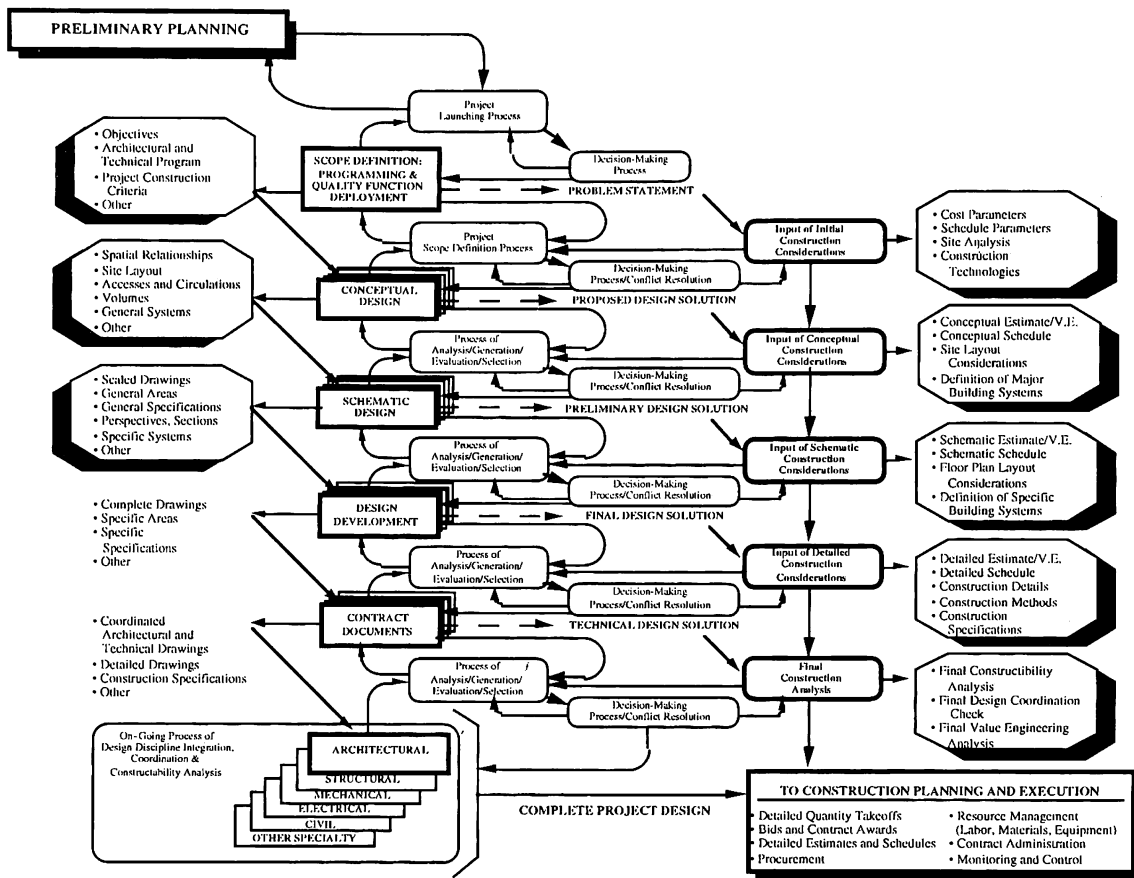 PRELIMINARY PLANNING
Project
Launching Process
• Objectives
• Architectural and
Technical Program
• Project Construction
Criteria
• Other
SCOPE DEFINITION:
PROGRAMMING &
QUALITY FUNCTION
DEPLOYMENT
Decision-Making
Process
PROBLEM STATEMENT
Project
Scope Definition Process
Input of Initial
Construction
Considerations
• Cost Parameters
• Schedule Parameters
• Site Analysis
• Construction
Technologies
• Spatial Relationships
• Site Layout
• Accesses and Circulations
• Volumes
• General Systems
• Other
CONCEPTUAL
DESIGN
Decision-Making
Process/Conflict Resolution
PROPOSED DESIGN SOLUTION
Process of
Analysis/Generation/
Evaluation/Selection
Input of Conceptual
Construction
Considerations
• Conceptual Estimate/V.E.
• Conceptual Schedule
• Site Layout
Considerations
• Definition of Major
Building Systems
• Scaled Drawings
• General Areas
• General Specifications
• Perspectives, Sections
• Specific Systems
• Other
SCHEMATIC
DESIGN
Decision-Making
Process/Conflict Resolution
PRELIMINARY DESIGN SOLUTION
Process of
Analysis/Generation/
Evaluation/Selection
Input of Schematic
Construction
Considerations
• Schematic Estimate/V.E.
• Schematic Schedule
• Floor Plan Layout
Considerations
• Definition of Specific
Building Systems
• Complete Drawings
• Specific Areas
• Specific
Specifications
• Other
DESIGN
DEVELOPMENT
Decision-Making
Process/Conflict Resolution
FINAL DESIGN SOLUTION
Process of
Analysis/Generation/
Evaluation/Selection
Input of Detailed
Construction
Considerations
• Detailed Estimate/V.E.
• Detailed Schedule
• Construction Details
• Construction Methods
• Construction
Specifications
• Coordinated
Architectural and
Technical Drawings
• Detailed Drawings
• Construction Specifications
• Other
CONTRACT
DOCUMENTS
Decision-Making
Process/Conflict Resolution
TECHNICAL DESIGN SOLUTION
Process of
Analysis/Generation/
Evaluation/Selection
Final
Construction
Analysis
• Final Constructibility
Analysis
• Final Design Coordination
Check
• Final Value Engineering
Analysis
Decision-Making
Process/Conflict Resolution
On-Going Process of
Design Discipline Integration,
Coordination &
Constructability Analysis
ARCHITECTURAL
STRUCTURAL
MECHANICAL
ELECTRICAL
CIVIL
OTHER SPECIALTY
COMPLETE PROJECT DESIGN
TO CONSTRUCTION PLANNING AND EXECUTION
• Detailed Quantity Takeoffs
• Bids and Contract Awards
• Detailed Estimates and Schedules
• Procurement
• Resource Management
(Labor, Materials, Equipment)
• Contract Administration
• Monitoring and Control